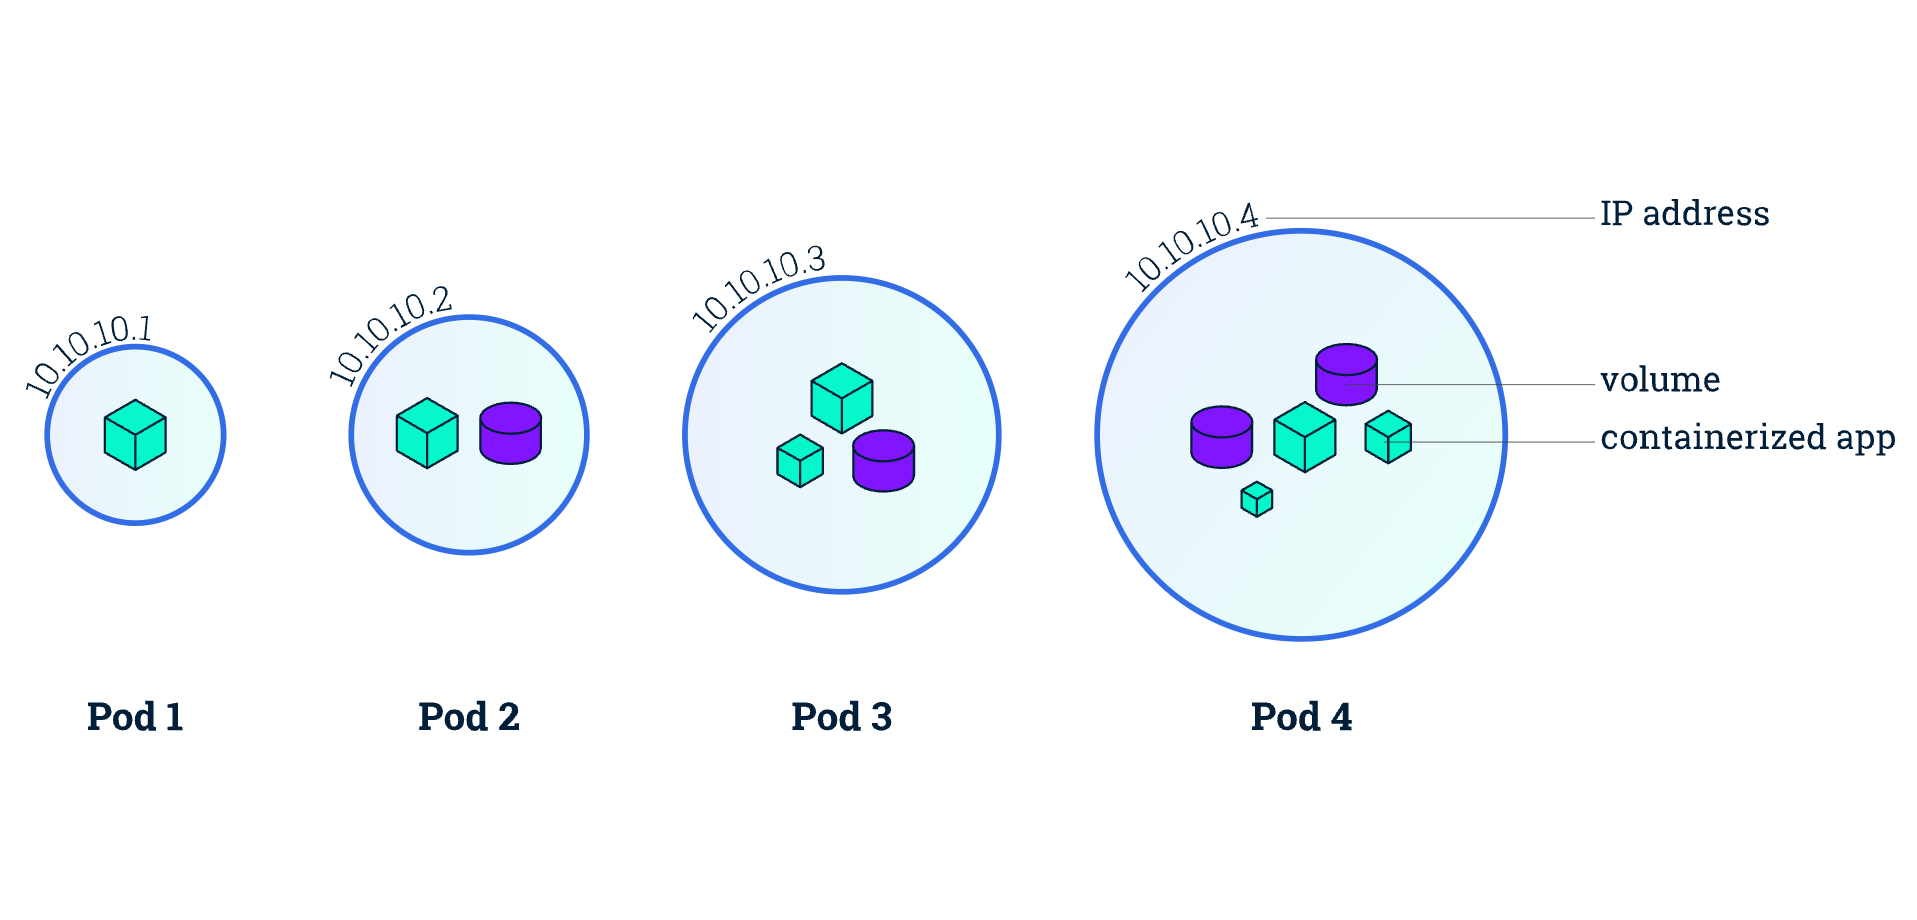 10.10.10.1
10.10.10.2
10.10.10.3
10.10.10.4
IP address
volume
containerized app
Pod 1
Pod 2
Pod 3
Pod 4